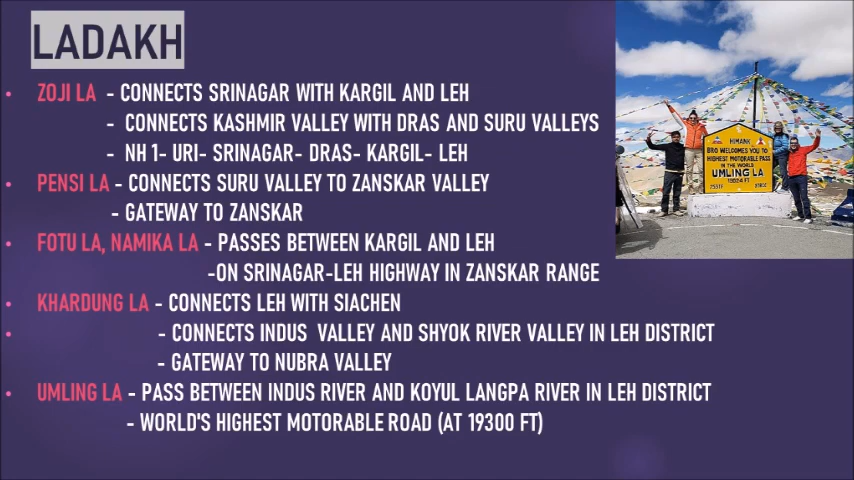 LADAKH
• ZOJI LA - CONNECTS SRINAGAR WITH KARGIL AND LEH
- CONNECTS KASHMIR VALLEY WITH DRAS AND SURU VALLEYS
- NH 1- URI- SRINAGAR- DRAS- KARGIL- LEH
• PENSI LA - CONNECTS SURU VALLEY TO ZANSKAR VALLEY
- GATEWAY TO ZANSKAR
• FOTU LA, NAMIKA LA - PASSES BETWEEN KARGIL AND LEH
-ON SRINAGAR-LEH HIGHWAY IN ZANSKAR RANGE
• KHARDUNG LA - CONNECTS LEH WITH SIACHEN
• - CONNECTS INDUS VALLEY AND SHYOK RIVER VALLEY IN LEH DISTRICT
- GATEWAY TO NUBRA VALLEY
• UMLING LA - PASS BETWEEN INDUS RIVER AND KOYUL LANGPA RIVER IN LEH DISTRICT
- WORLD'S HIGHEST MOTORABLE ROAD (AT 19300 FT)
HIMANK
BRO WELCOMES YOU TO
HIGHEST MOTORABLE PASS
IN THE WORLD
UMLING LA